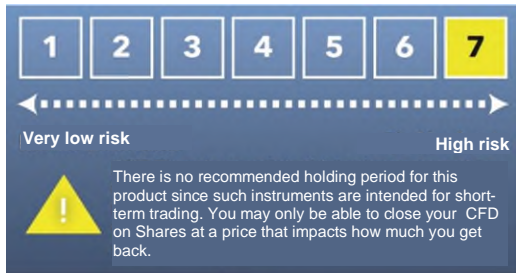 1 2 3 4 5 6 7
Very low risk High risk
! There is no recommended holding period for this
product since such instruments are intended for short-
term trading. You may only be able to close your CFD
on Shares at a price that impacts how much you get
back.